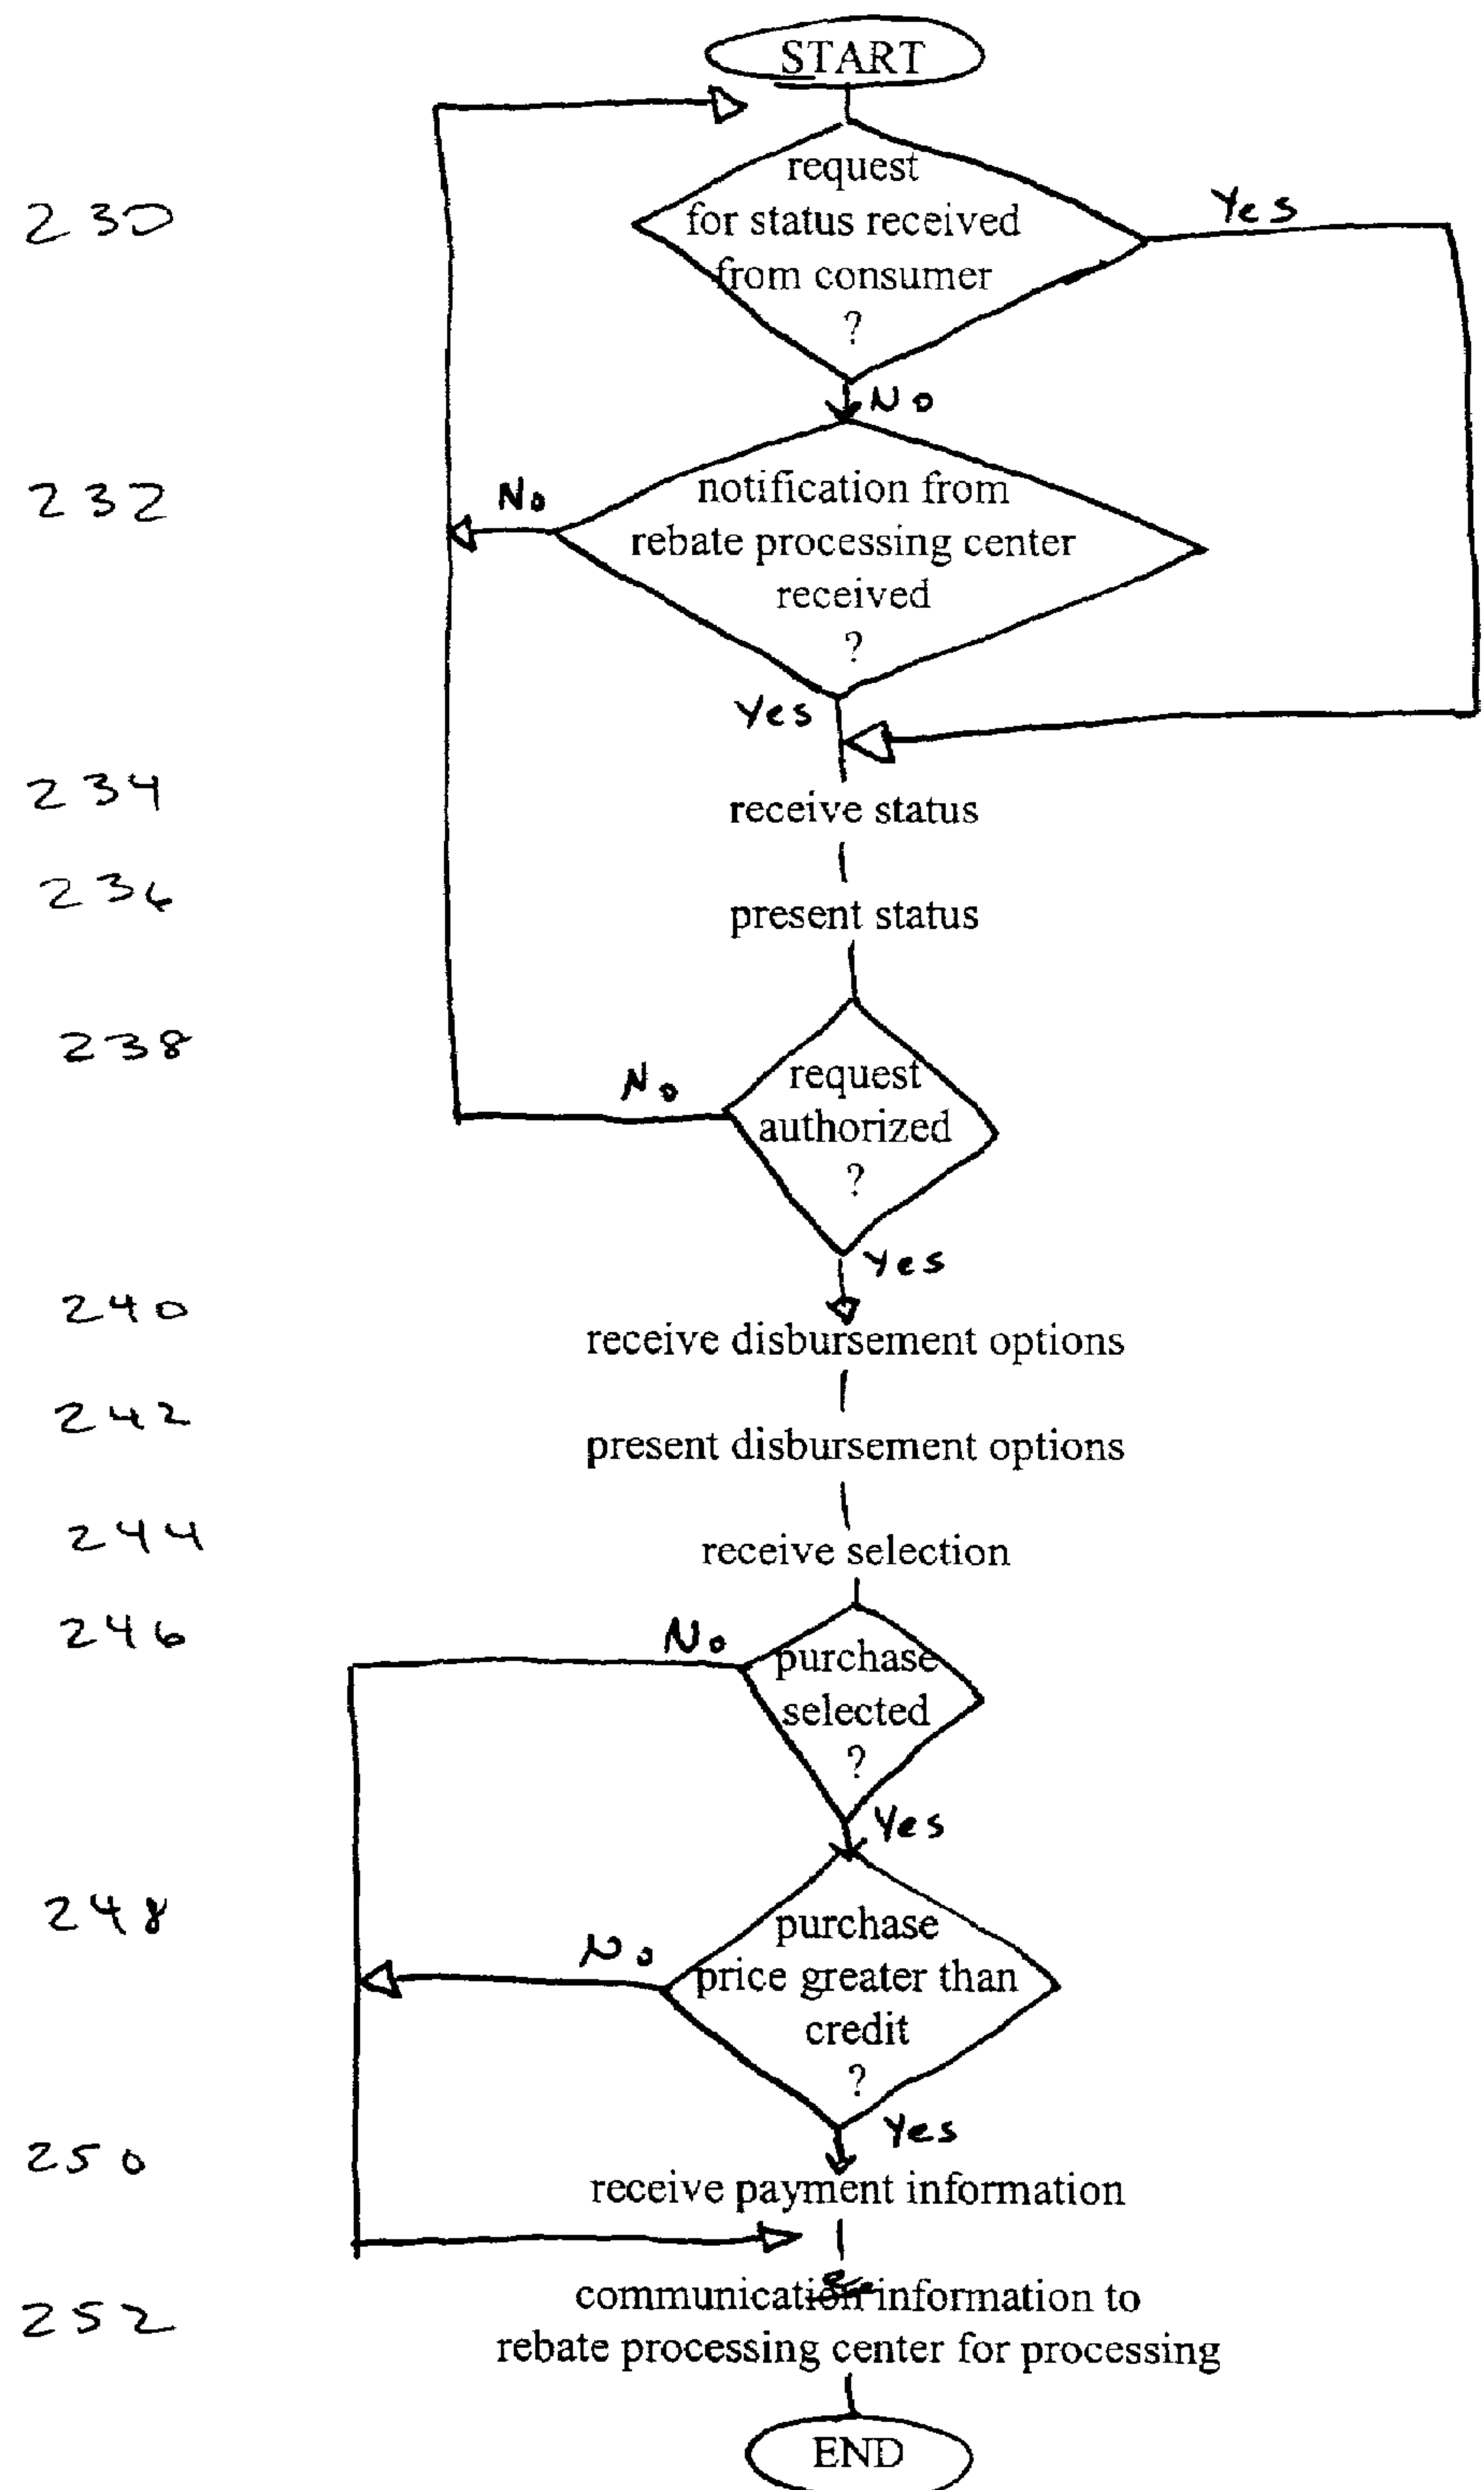 START
230
request
for status received
from consumer
?
Yes
No
232
No
notification from
rebate processing center
received
?
Yes
234
receive status
236
present status
238
No
request
authorized
?
Yes
240
receive disbursement options
242
present disbursement options
244
receive selection
246
No
purchase
selected
?
Yes
248
No
purchase
price greater than
credit
?
Yes
250
receive payment information
252
communicate information to
rebate processing center for processing
END